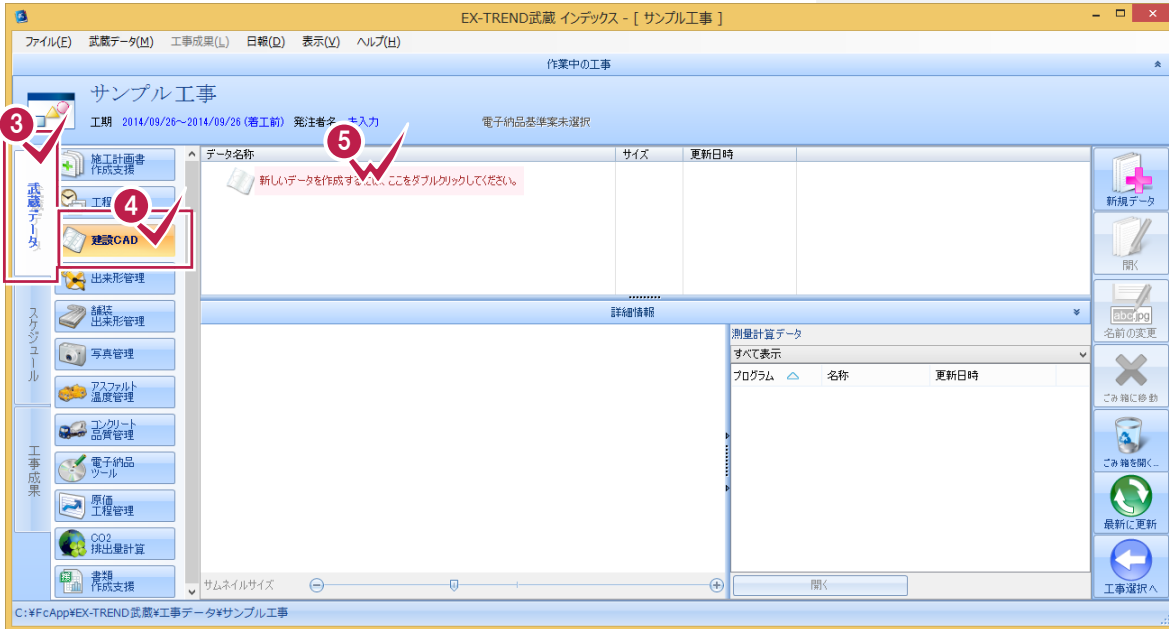 EX-TREND武蔵 インデックス - [ サンプル工事 ]
ファイル(F) 武蔵データ(M) 工事成果(L) 日報(D) 表示(V) ヘルプ(H)
作業中の工事
サンプル工事
工期 2014/09/26～2014/09/26 (着工前) 発注者名 未入力 電子納品基準案未選択
3
4
5
武蔵データ
スケジュール
工事成果
施工計画書
作成支援
工程
建設CAD
出来形管理
舗装
出来形管理
写真管理
アスファルト
温度管理
コンクリート
品質管理
電子納品
ツール
原価
工程管理
CO2
排出量計算
書類
作成支援
データ名称 サイズ 更新日時
新しいデータを作成する ここをダブルクリックしてください。
詳細情報
測量計算データ
すべて表示
プログラム 名称 更新日時
サムネイルサイズ
開く
新規データ
開く
abc.jpg
名前の変更
ごみ箱に移動
ごみ箱を開く...
最新に更新
工事選択へ
C:¥FcApp¥EX-TREND武蔵¥工事データ¥サンプル工事